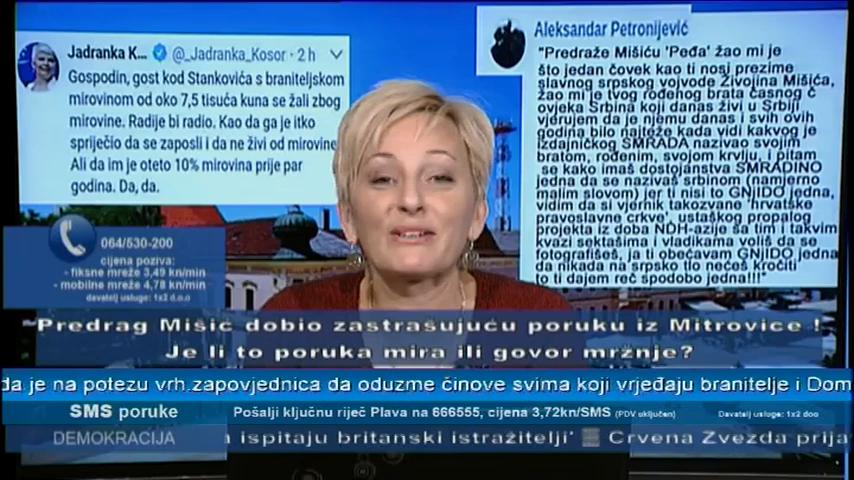 Jadranka K... @_Jadranka_Kosor · 2 h
Gospodin, gost kod Stankovića s braniteljskom
mirovinom od oko 7,5 tisuća kuna se žali zbog
mirovine. Radije bi radio. Kao da ga je itko
spriječio da se zaposli i da ne živi od mirovine
Ali da im je oteto 10% mirovina prije par
godina. Da, da.
Aleksandar Petronijević
"Predraže Mišiću 'Peđa' žao mi je
što jedan čovek kao ti nosi prezime
slavnog srpskog vojvode Živojina Mišića,
žao mi je tvog rođenog brata časnog č
ovjeka Srbina koji danas živi u Srbiji
vjerujem da je njemu danas i svih ovih
godina bilo najteže kada vidi kakvog je
izdajničkog SMRADA nazivao svojim
bratom, rođenim, svojom krvlju, i pitam
se kako imaš dostojanstva SMRADINO
jedna da se nazivaš srbinom (namjerno
malim slovom) jer ti nisi to GNJIDO jedna,
vidim da si vjernik takozvane 'hrvatske
pravoslavne crkve', ustaškog propalog
projekta iz doba NDH-azije sa tim i takvim
kvazi sektašima i vladikama voliš da se
fotografišeš, ja ti obećavam GNjIDO jedna
da nikada na srpsko tlo nećeš kročiti
to ti dajem reč spodobo jedna!!!"
064/530-200
cijena poziva:
- fiksne mreže 3,49 kn/min
- mobilne mreže 4,78 kn/min
davatelj usluge: 1x2 d.o.o
Predrag Mišić dobio zastrašujuću poruku iz Mitrovice !
Je li to poruka mira ili govor mržnje?
da je na potezu vrh.zapovjednica da oduzme činove svima koji vrjeđaju branitelje i Dom
SMS poruke Pošalji ključnu riječ Plava na 666555, cijena 3,72kn/SMS (PDV uključen) Davatelj usluge: 1x2 doo
DEMOKRACIJA a ispitaju britanski istražitelji' Crvena Zvezda prija